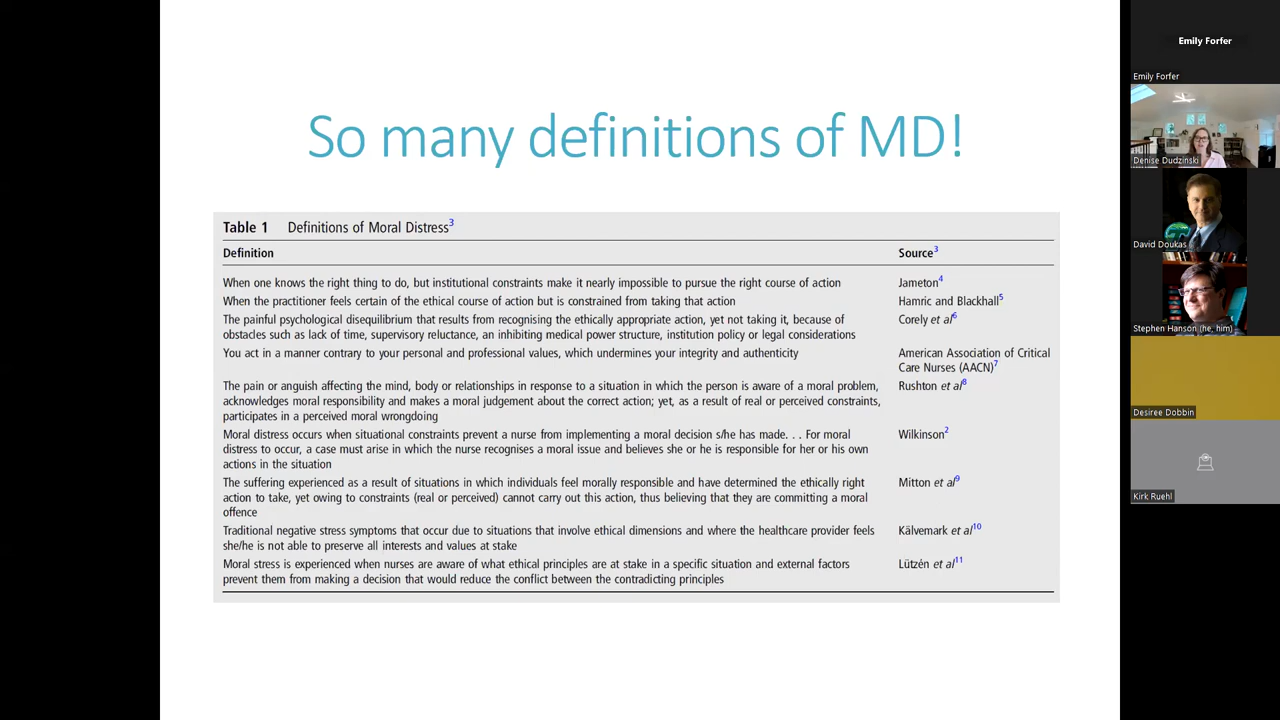 So many definitions of MD!
Table 1 Definitions of Moral Distress3
Definition Source3
When one knows the right thing to do, but institutional constraints make it nearly impossible to pursue the right course of action Jameton4
When the practitioner feels certain of the ethical course of action but is constrained from taking that action Hamric and Blackhall5
The painful psychological disequilibrium that results from recognising the ethically appropriate action, yet not taking it, because of Corely et al6
obstacles such as lack of time, supervisory reluctance, an inhibiting medical power structure, institution policy or legal considerations
You act in a manner contrary to your personal and professional values, which undermines your integrity and authenticity American Association of Critical
Care Nurses (AACN)7
The pain or anguish affecting the mind, body or relationships in response to a situation in which the person is aware of a moral problem, Rushton et al8
acknowledges moral responsibility and makes a moral judgement about the correct action; yet, as a result of real or perceived constraints,
participates in a perceived moral wrongdoing
Moral distress occurs when situational constraints prevent a nurse from implementing a moral decision s/he has made. . . For moral Wilkinson2
distress to occur, a case must arise in which the nurse recognises a moral issue and believes she or he is responsible for her or his own
actions in the situation
The suffering experienced as a result of situations in which individuals feel morally responsible and have determined the ethically right Mitton et al9
action to take, yet owing to constraints (real or perceived) cannot carry out this action, thus believing that they are committing a moral
offence
Traditional negative stress symptoms that occur due to situations that involve ethical dimensions and where the healthcare provider feels Kälvemark et al10
she/he is not able to preserve all interests and values at stake
Moral stress is experienced when nurses are aware of what ethical principles are at stake in a specific situation and external factors Lützén et al11
prevent them from making a decision that would reduce the conflict between the contradicting principles
Emily Forfer
Emily Forfer
Denise Dudzinski
David Doukas
Stephen Hanson (he, him)
Desiree Dobbin
Kirk Ruehl